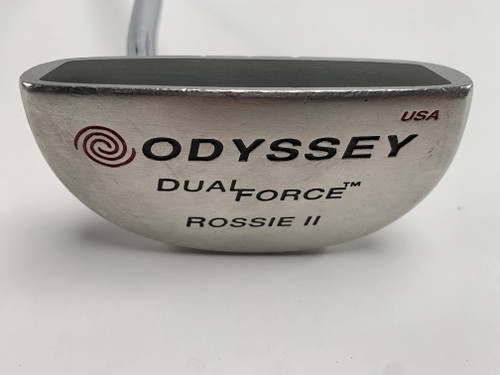 USA
ODYSSEY
DUAL FORCE™
ROSSIE II